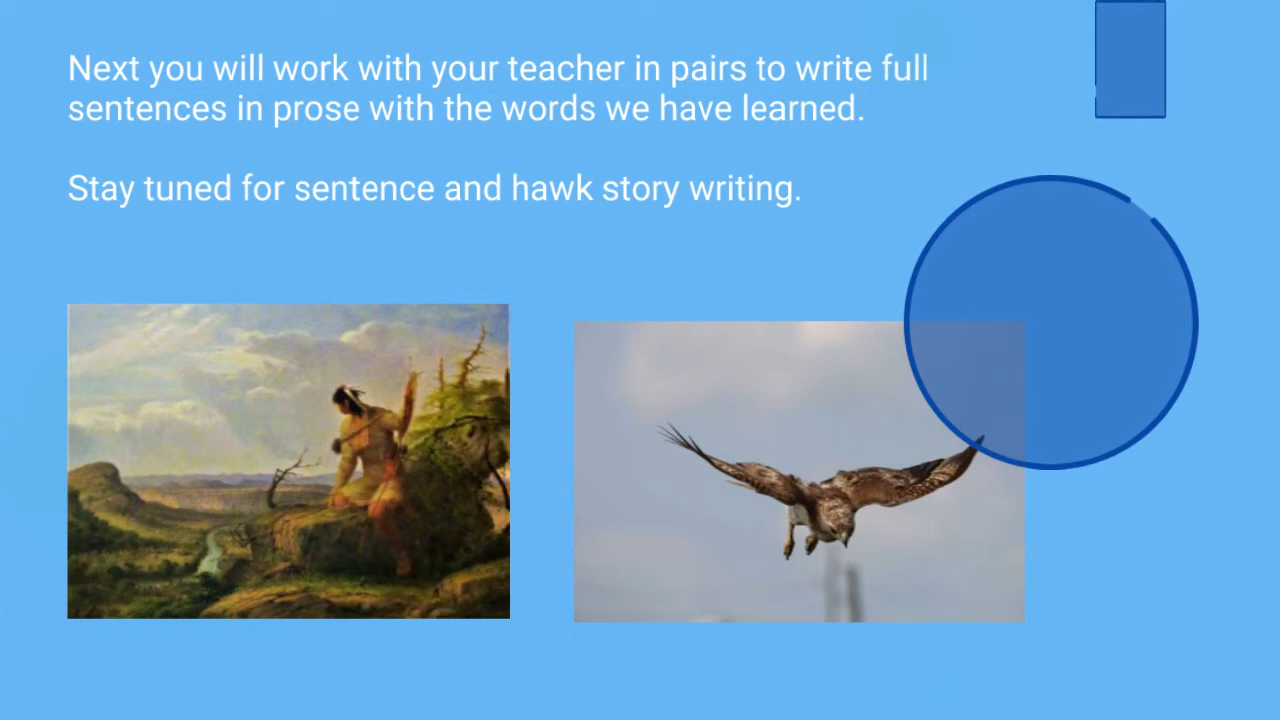 Next you will work with your teacher in pairs to write full
sentences in prose with the words we have learned.
Stay tuned for sentence and hawk story writing.